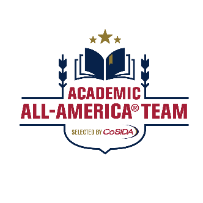 ACADEMIC
ALL-AMERICA® TEAM
SELECTED BY CoSIDA